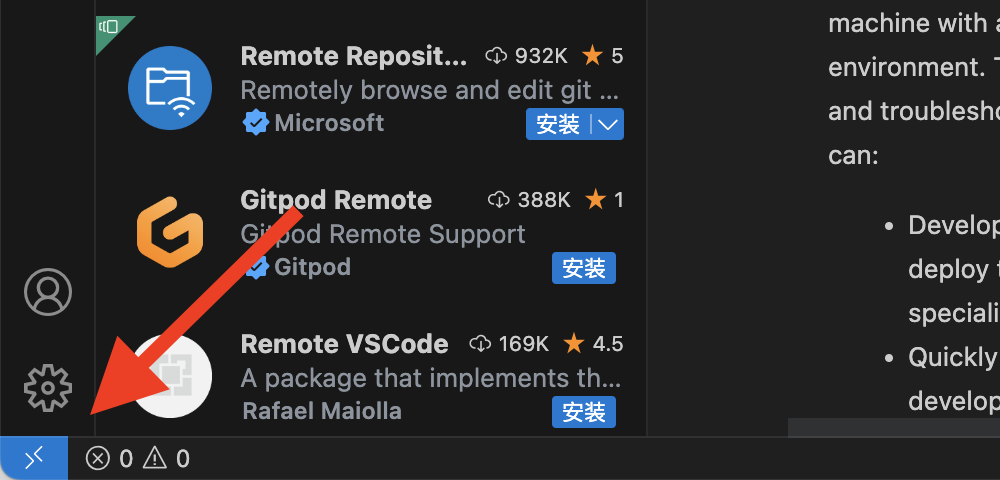 Remote Reposit... 932K 5
Remotely browse and edit git ...
Microsoft 安装
Gitpod Remote 388K 1
Gitpod Remote Support
Gitpod 安装
Remote VSCode 169K 4.5
A package that implements th...
Rafael Maiolla 安装
0 0
machine with a
environment. T
and troublesho
can:
• Develop
deploy t
speciali
• Quickly
develop